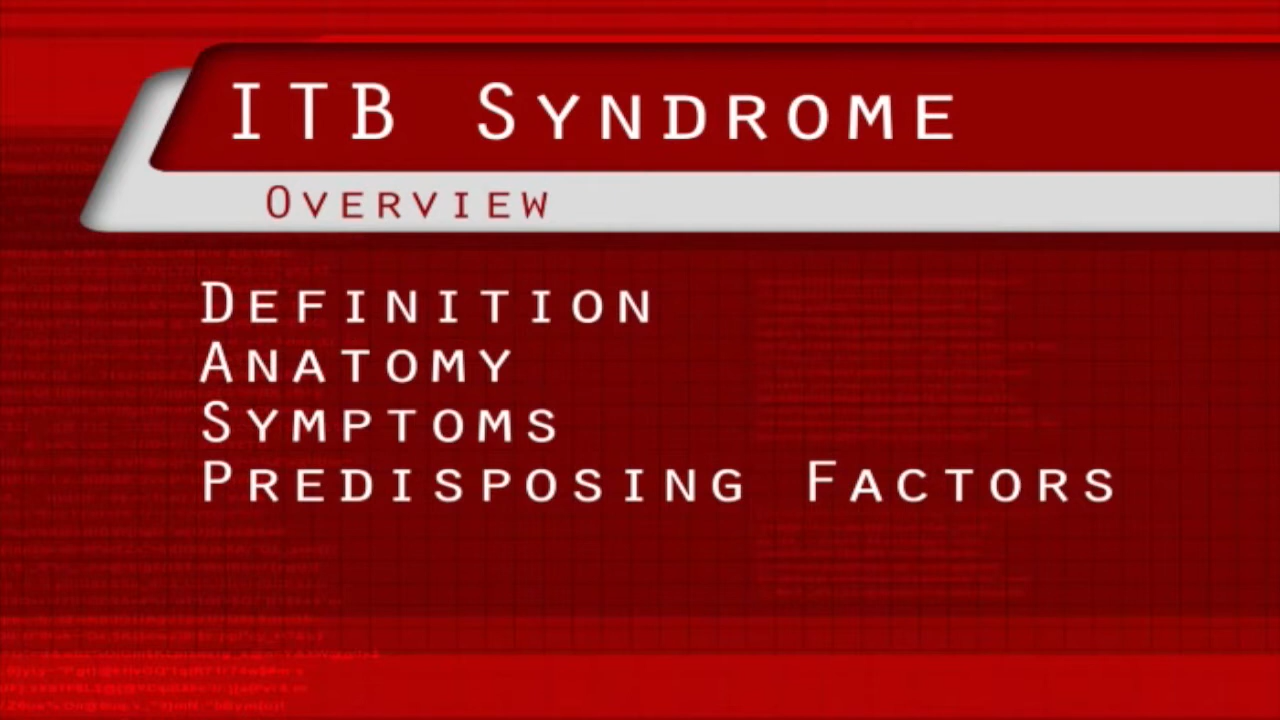 ITB Syndrome
Overview
Definition
Anatomy
Symptoms
Predisposing Factors